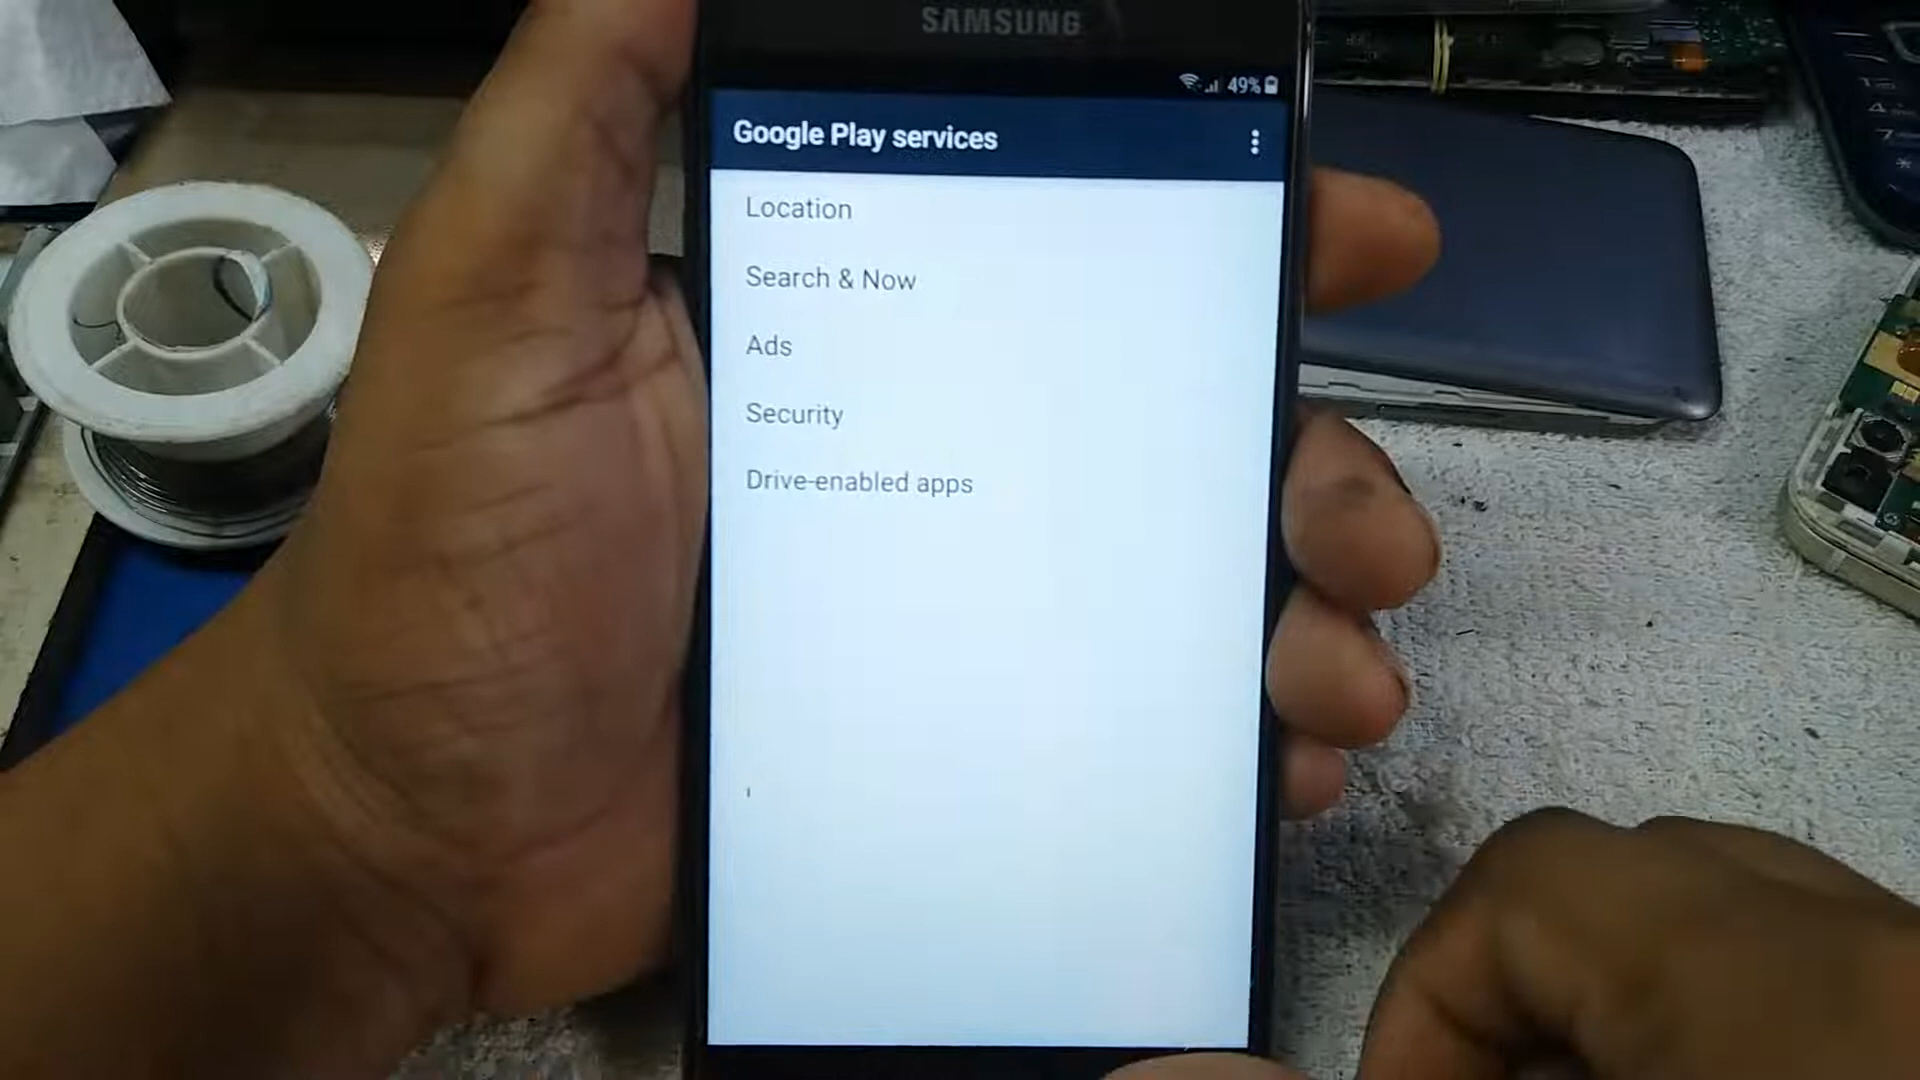 SAMSUNG
49%
Google Play services
Location
Search & Now
Ads
Security
Drive-enabled apps